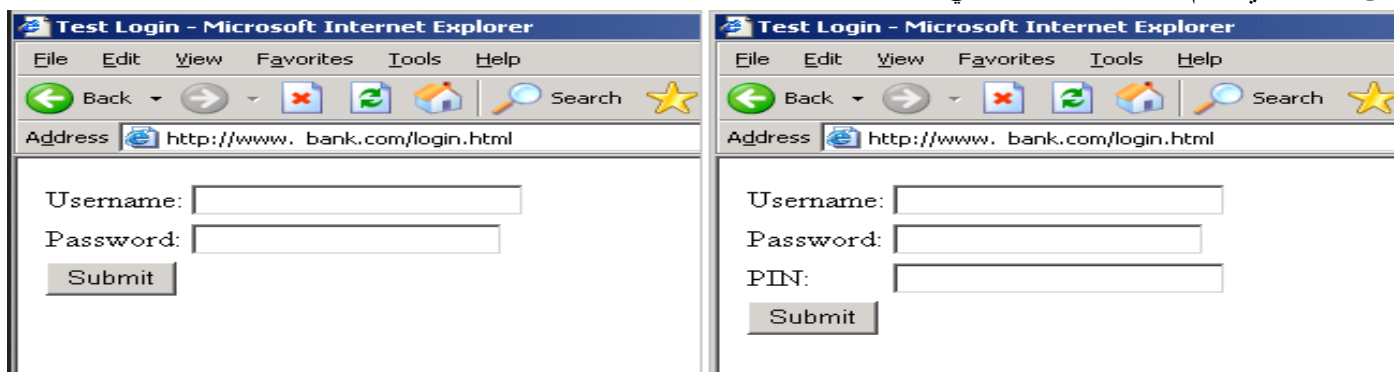 Test Login - Microsoft Internet Explorer
File Edit View Favorites Tools Help
Back Search
Address http://www. bank.com/login.html
Username:
Password:
Submit
Test Login - Microsoft Internet Explorer
File Edit View Favorites Tools Help
Back Search
Address http://www. bank.com/login.html
Username:
Password:
PIN:
Submit